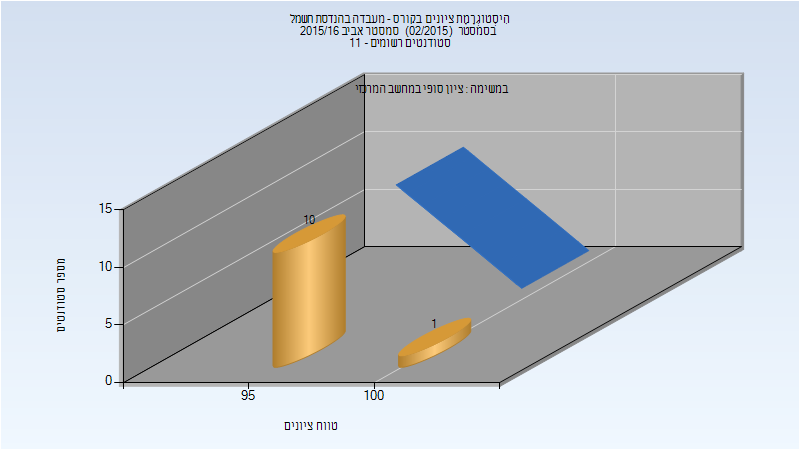 היסטוגרמת ציונים בקורס - מעבדה בהנדסת חשמל
בסמסטר (02/2015) סמסטר אביב 2015/16
סטודנטים רשומים - 11
במשימה : ציון סופי במחשב המרכזי
15
10
5
0
10
1
95
100
מספר סטודנטים
טווח ציונים